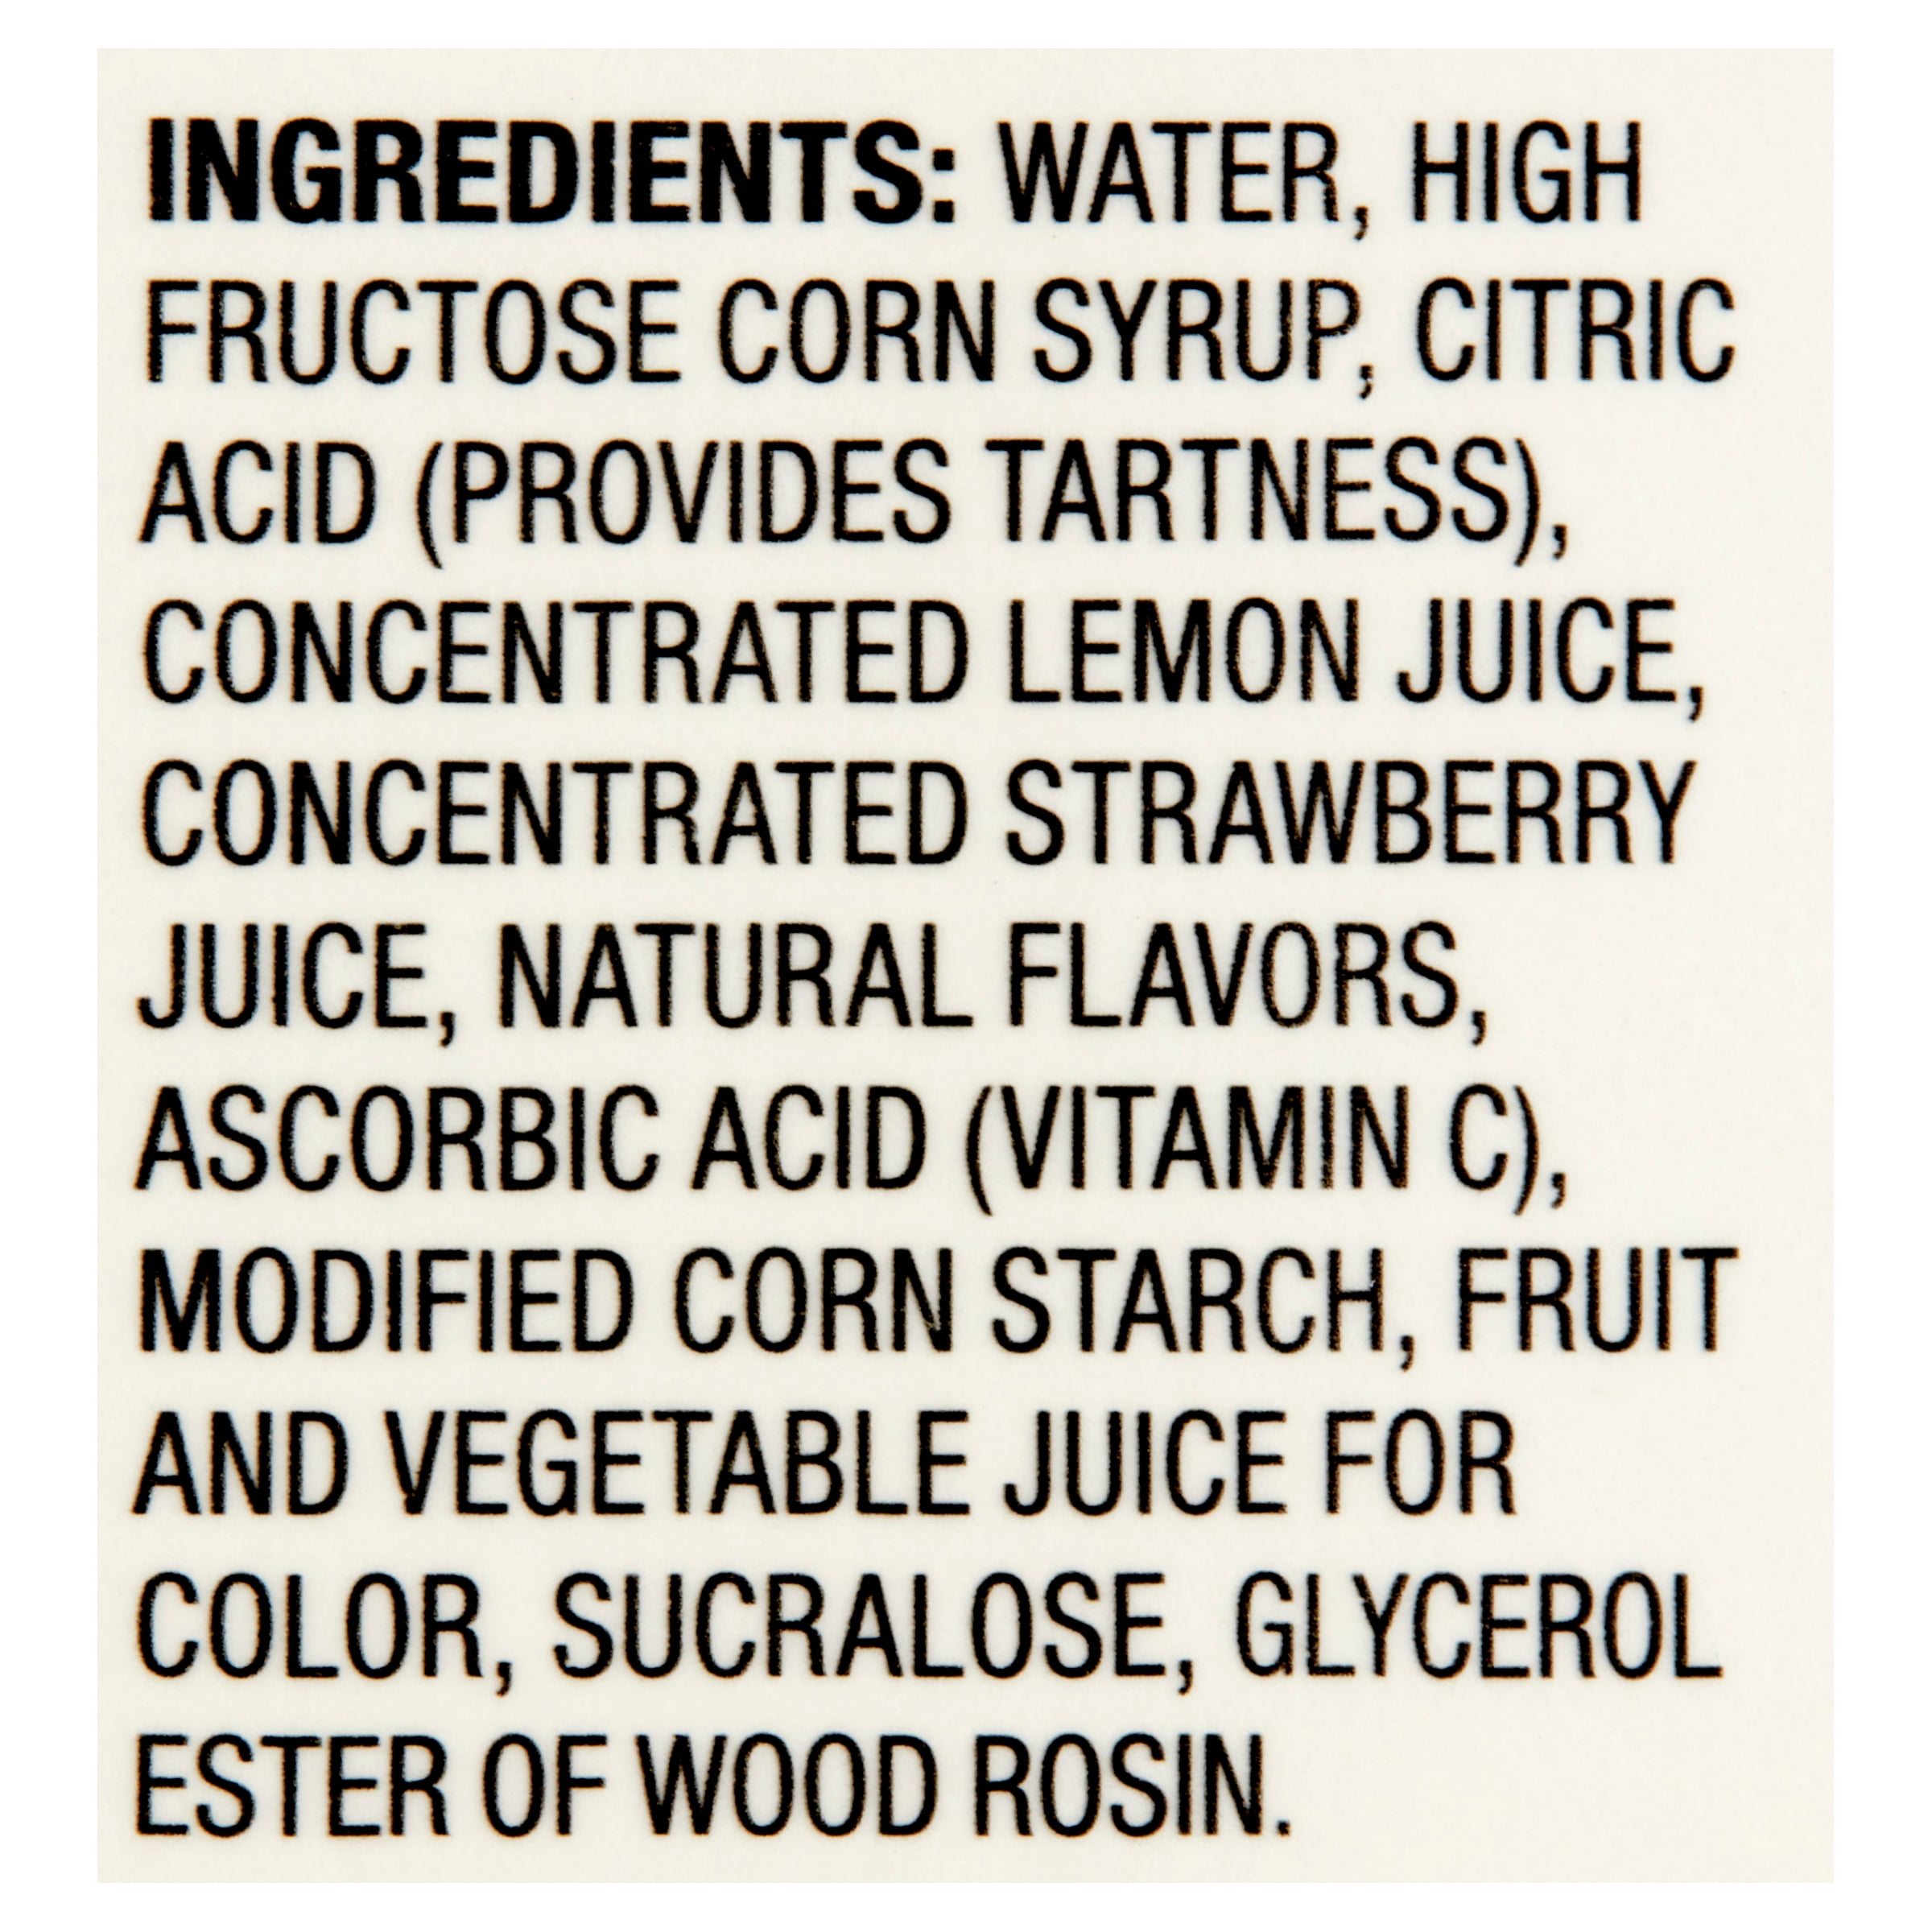 INGREDIENTS: WATER, HIGH
FRUCTOSE CORN SYRUP, CITRIC
ACID (PROVIDES TARTNESS),
CONCENTRATED LEMON JUICE,
CONCENTRATED STRAWBERRY
JUICE, NATURAL FLAVORS,
ASCORBIC ACID (VITAMIN C),
MODIFIED CORN STARCH, FRUIT
AND VEGETABLE JUICE FOR
COLOR, SUCRALOSE, GLYCEROL
ESTER OF WOOD ROSIN.